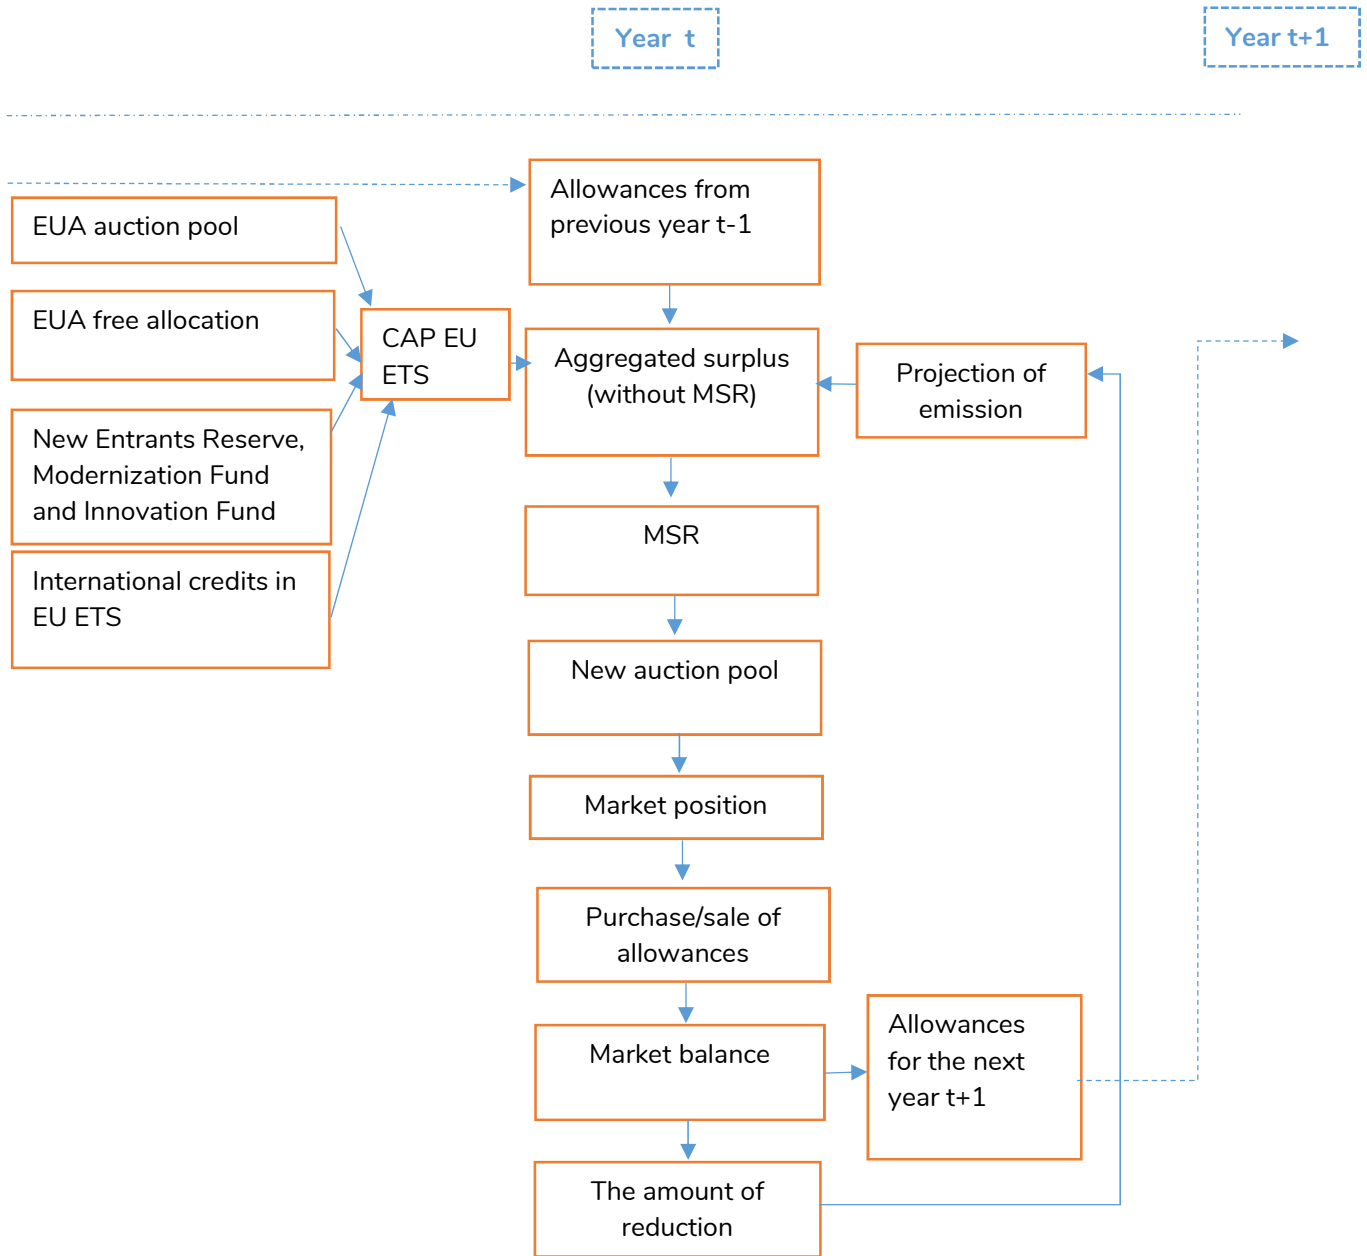 Year t
Year t+1
Allowances from
previous year t-1
EUA auction pool
EUA free allocation
CAP EU
ETS
Aggregated surplus
(without MSR)
Projection of
emission
New Entrants Reserve,
Modernization Fund
and Innovation Fund
MSR
International credits in
EU ETS
New auction pool
Market position
Purchase/sale of
allowances
Market balance
Allowances
for the next
year t+1
The amount of
reduction